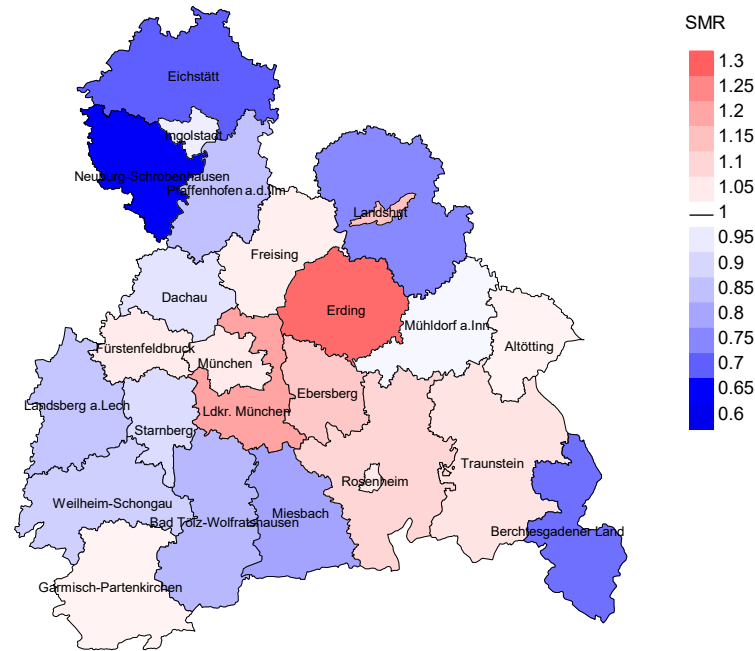 SMR
1.3
1.25
1.2
1.15
1.1
1.05
1
0.95
0.9
0.85
0.8
0.75
0.7
0.65
0.6
Eichstätt
Ingolstadt
Neuburg-Schrobenhausen
Pfaffenhofen a.d.Ilm
Landshut
Freising
Dachau
Erding
Mühldorf a.Inn
Altötting
Fürstenfeldbruck
München
Landsberg a.Lech
Ldkr. München
Ebersberg
Starnberg
Traunstein
Rosenheim
Weilheim-Schongau
Miesbach
Bad Tölz-Wolfratshausen
Berchtesgadener Land
Garmisch-Partenkirchen